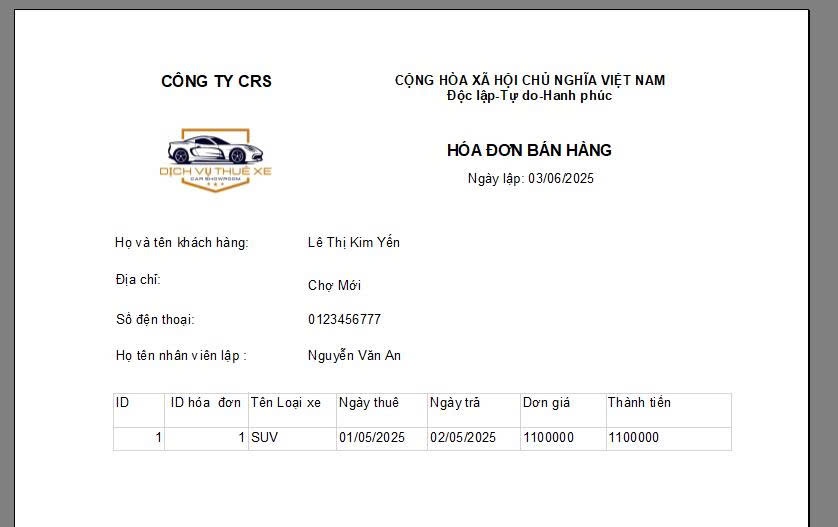 CÔNG TY CRS
CỘNG HÒA XÃ HỘI CHỦ NGHĨA VIỆT NAM
Độc lập-Tự do-Hanh phúc
DỊCH VỤ THUÊ XE
CAR SHOWROOM
HÓA ĐƠN BÁN HÀNG
Ngày lập: 03/06/2025
Họ và tên khách hàng: Lê Thị Kim Yến
Địa chỉ: Chợ Mới
Số đện thoại: 0123456777
Họ tên nhân viên lập : Nguyễn Văn An
ID ID hóa đơn Tên Loại xe Ngày thuê Ngày trả Dơn giá Thành tiền
1 1 SUV 01/05/2025 02/05/2025 1100000 1100000